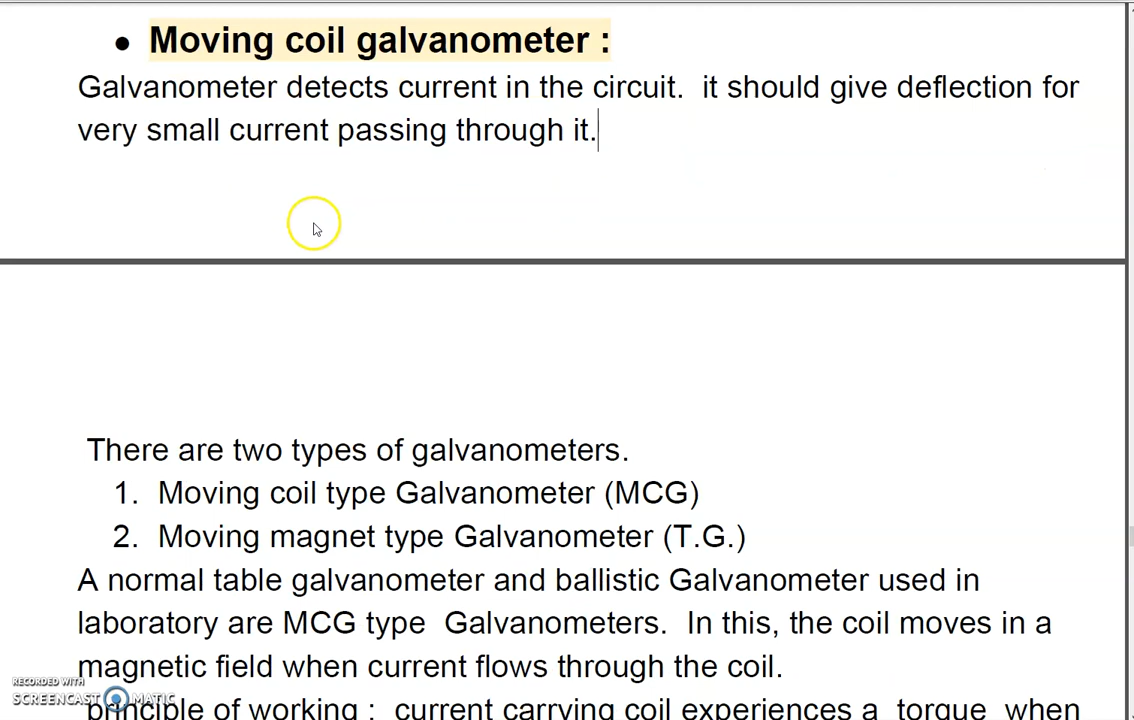 ● Moving coil galvanometer :
Galvanometer detects current in the circuit.  it should give deflection for
very small current passing through it.
There are two types of galvanometers.
1. Moving coil type Galvanometer (MCG)
2. Moving magnet type Galvanometer (T.G.)
A normal table galvanometer and ballistic Galvanometer used in
laboratory are MCG type  Galvanometers.  In this, the coil moves in a
magnetic field when current flows through the coil.
RECORDED WITH
SCREENCAST MATIC
principle of working :  current carrying coil experiences a  torque  when